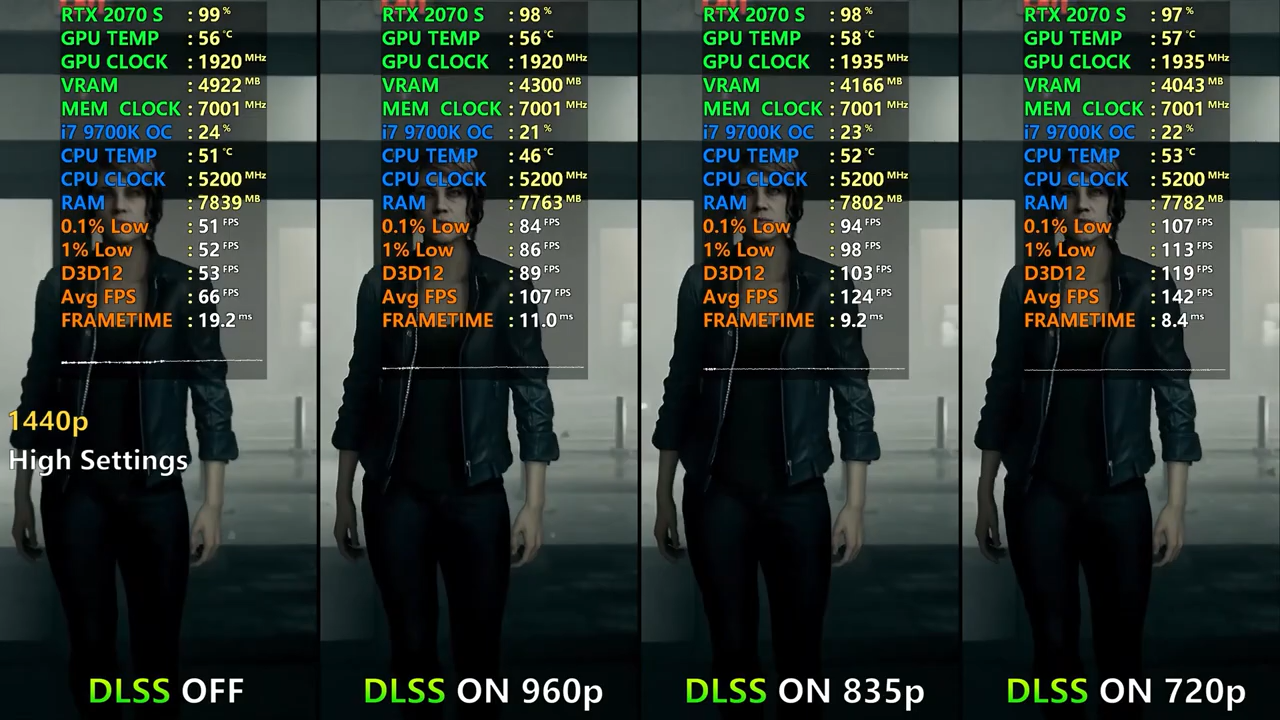 RTX 2070 S : 99 %
GPU TEMP : 56 °C
GPU CLOCK : 1920 MHz
VRAM : 4922 MB
MEM CLOCK : 7001 MHz
i7 9700K OC : 24 %
CPU TEMP : 51 °C
CPU CLOCK : 5200 MHz
RAM : 7839 MB
0.1% Low : 51 FPS
1% Low : 52 FPS
D3D12 : 53 FPS
Avg FPS : 66 FPS
FRAMETIME : 19.2 ms
1440p
High Settings
DLSS OFF
RTX 2070 S : 98 %
GPU TEMP : 56 °C
GPU CLOCK : 1920 MHz
VRAM : 4300 MB
MEM CLOCK : 7001 MHz
i7 9700K OC : 21 %
CPU TEMP : 46 °C
CPU CLOCK : 5200 MHz
RAM : 7763 MB
0.1% Low : 84 FPS
1% Low : 86 FPS
D3D12 : 89 FPS
Avg FPS : 107 FPS
FRAMETIME : 11.0 ms
DLSS ON 960p
RTX 2070 S : 98 %
GPU TEMP : 58 °C
GPU CLOCK : 1935 MHz
VRAM : 4166 MB
MEM CLOCK : 7001 MHz
i7 9700K OC : 23 %
CPU TEMP : 52 °C
CPU CLOCK : 5200 MHz
RAM : 7802 MB
0.1% Low : 94 FPS
1% Low : 98 FPS
D3D12 : 103 FPS
Avg FPS : 124 FPS
FRAMETIME : 9.2 ms
DLSS ON 835p
RTX 2070 S : 97 %
GPU TEMP : 57 °C
GPU CLOCK : 1935 MHz
VRAM : 4043 MB
MEM CLOCK : 7001 MHz
i7 9700K OC : 22 %
CPU TEMP : 53 °C
CPU CLOCK : 5200 MHz
RAM : 7782 MB
0.1% Low : 107 FPS
1% Low : 113 FPS
D3D12 : 119 FPS
Avg FPS : 142 FPS
FRAMETIME : 8.4 ms
DLSS ON 720p